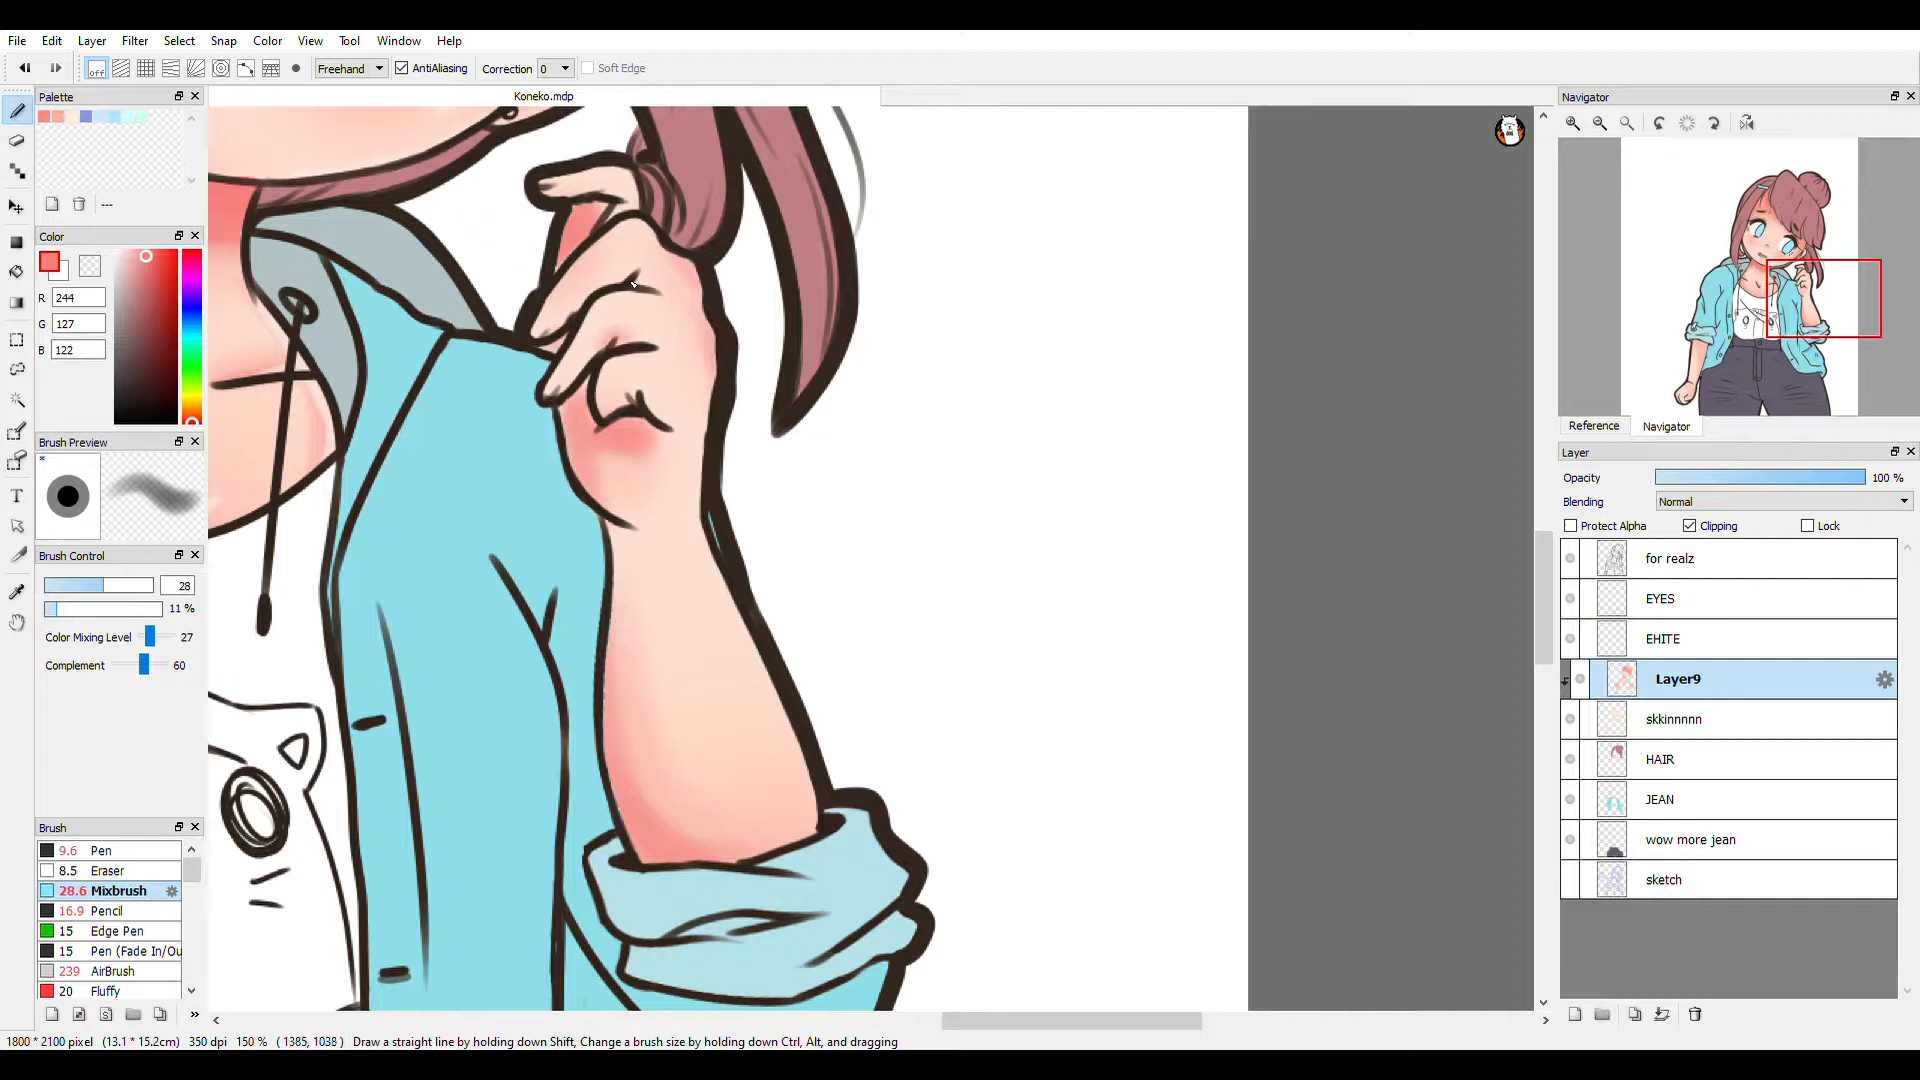 File Edit Layer Filter Select Snap Color View Tool Window Help
off Freehand AntiAliasing Correction 0 Soft Edge
Koneko.mdp
Palette
---
Color
R 244
G 127
B 122
Brush Preview
Brush Control
28
11 %
Color Mixing Level 27
Complement 60
Brush
9.6 Pen
8.5 Eraser
28.6 Mixbrush
16.9 Pencil
15 Edge Pen
15 Pen (Fade In/Ou
239 AirBrush
20 Fluffy
Navigator
Reference Navigator
Layer
Opacity 100 %
Blending Normal
Protect Alpha Clipping Lock
for realz
EYES
EHITE
Layer9
skkinnnnn
HAIR
JEAN
wow more jean
sketch
1800 * 2100 pixel (13.1 * 15.2cm) 350 dpi 150 % ( 1385, 1038 ) Draw a straight line by holding down Shift, Change a brush size by holding down Ctrl, Alt, and dragging